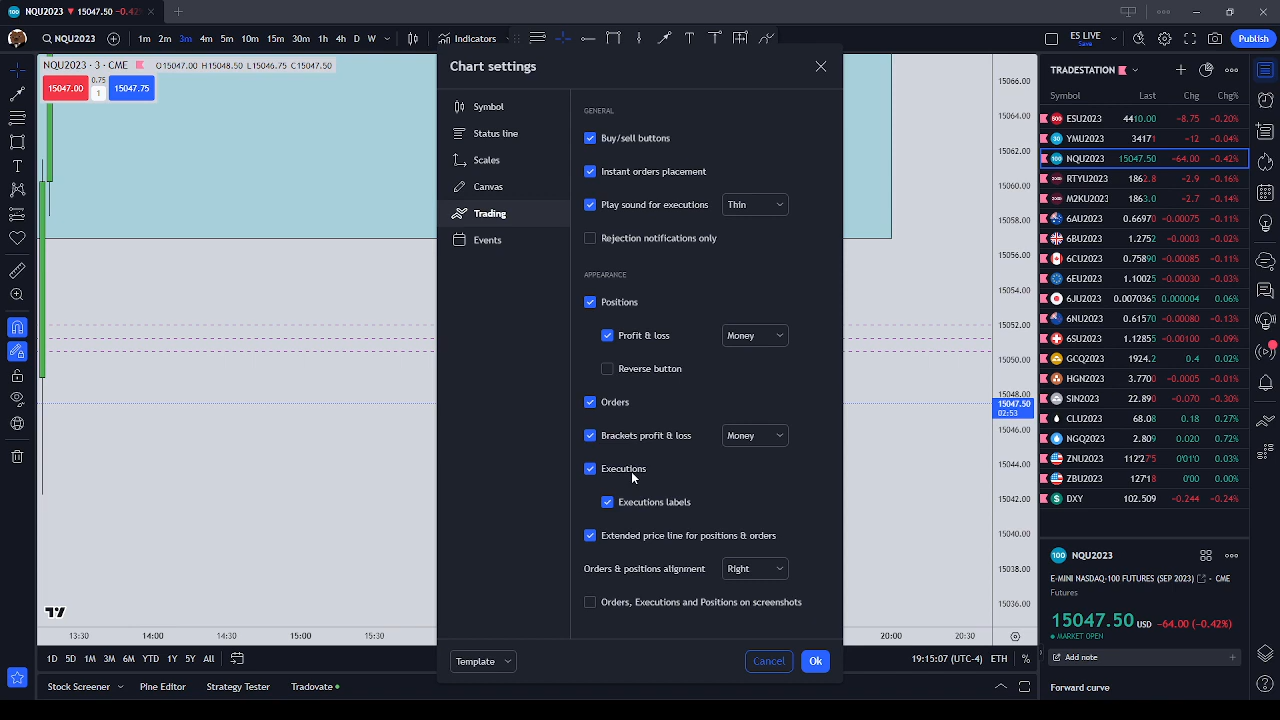 NQU2023 ▼ 15047.50 -0.42
NQU2023 1m 2m 3m 4m 5m 10m 15m 30m 1h 4h D W Indicators ES LIVE Save Publish
NQU2023 · 3 · CME O15047.00 H15048.50 L15046.75 C15047.50
15047.00 0.75 1 15047.75
Chart settings
Symbol
Status line
Scales
Canvas
Trading
Events
GENERAL
Buy/sell buttons
Instant orders placement
Play sound for executions Thin
Rejection notifications only
APPEARANCE
Positions
Profit & loss Money
Reverse button
Orders
Brackets profit & loss Money
Executions
Executions labels
Extended price line for positions & orders
Orders & positions alignment Right
Orders, Executions and Positions on screenshots
Template Cancel Ok
15066.00
15064.00
15062.00
15060.00
15058.00
15056.00
15054.00
15052.00
15050.00
15048.00
15047.50
02:53
15046.00
15044.00
15042.00
15040.00
15038.00
15036.00
13:30 14:00 14:30 15:00 15:30 20:00 20:30
1D 5D 1M 3M 6M YTD 1Y 5Y All 19:15:07 (UTC-4) ETH %
Stock Screener Pine Editor Strategy Tester Tradovate
TRADESTATION
Symbol Last Chg Chg%
ESU2023 4410.00 -8.75 -0.20%
YMU2023 34171 -12 -0.04%
NQU2023 15047.50 -64.00 -0.42%
RTYU2023 1862.8 -2.9 -0.16%
M2KU2023 1863.0 -2.7 -0.14%
6AU2023 0.66970 -0.00075 -0.11%
6BU2023 1.2752 -0.0003 -0.02%
6CU2023 0.75890 -0.00085 -0.11%
6EU2023 1.10025 -0.00030 -0.03%
6JU2023 0.0070365 0.000004 0.06%
6NU2023 0.61570 -0.00080 -0.13%
6SU2023 1.12855 -0.00100 -0.09%
GCQ2023 1924.2 0.4 0.02%
HGN2023 3.7700 -0.0005 -0.01%
SIN2023 22.890 -0.070 -0.30%
CLU2023 68.08 0.18 0.27%
NGQ2023 2.809 0.020 0.72%
ZNU2023 112'27'5 0'01'0 0.03%
ZBU2023 127'18 0'00 0.00%
DXY 102.509 -0.244 -0.24%
100 NQU2023
E-MINI NASDAQ-100 FUTURES (SEP 2023) · CME
Futures
15047.50 USD -64.00 (-0.42%)
MARKET OPEN
Add note
Forward curve